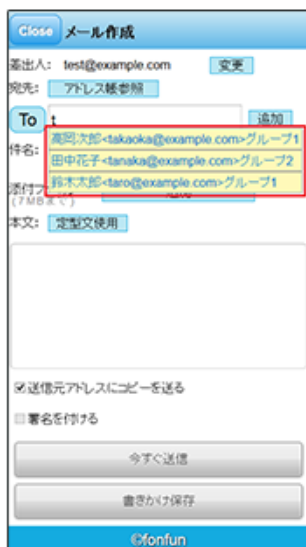 Close メール作成
差出人: test@example.com 変更
宛先: アドレス帳参照
To t 追加
高岡次郎<takaoka@example.com>グループ1
件名:
田中花子<tanaka@example.com>グループ2
鈴木太郎<taro@example.com>グループ1
添付フ
(7MBまで)
本文: 定型文使用
送信元アドレスにコピーを送る
署名を付ける
今すぐ送信
書きかけ保存
©fonfun